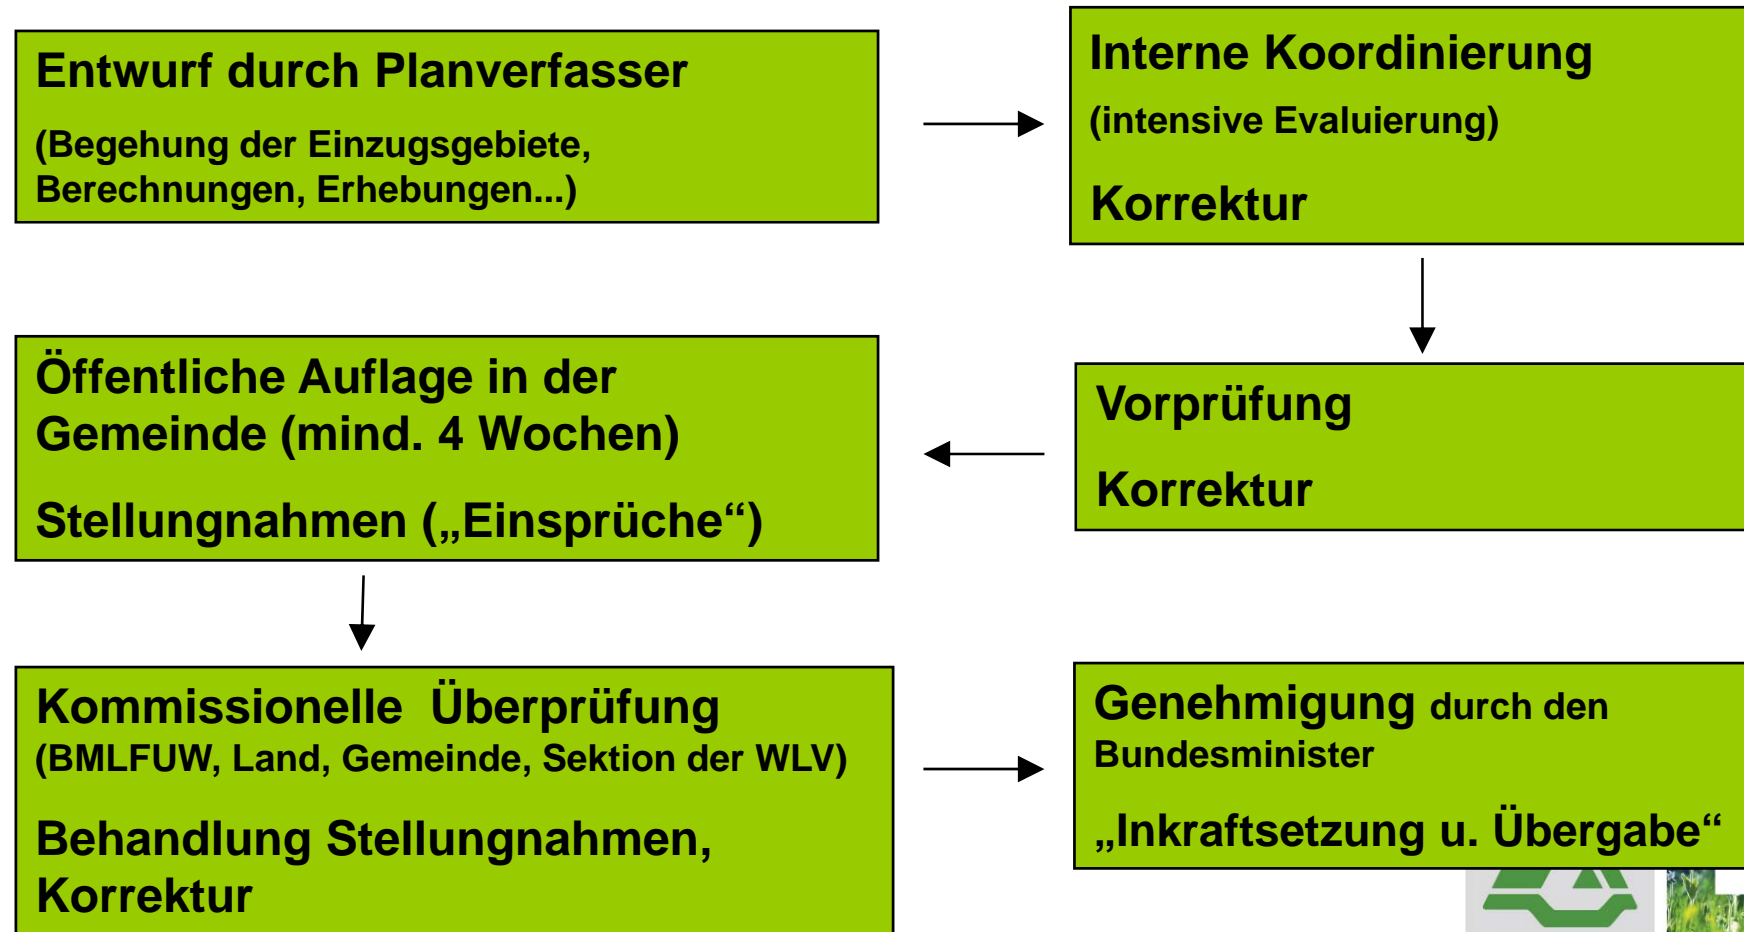 Entwurf durch Planverfasser
(Begehung der Einzugsgebiete,
Berechnungen, Erhebungen...)
Interne Koordinierung
(intensive Evaluierung)
Korrektur
Vorprüfung
Korrektur
Öffentliche Auflage in der
Gemeinde (mind. 4 Wochen)
Stellungnahmen („Einsprüche“)
Kommissionelle Überprüfung
(BMLFUW, Land, Gemeinde, Sektion der WLV)
Behandlung Stellungnahmen,
Korrektur
Genehmigung durch den
Bundesminister
„Inkraftsetzung u. Übergabe“